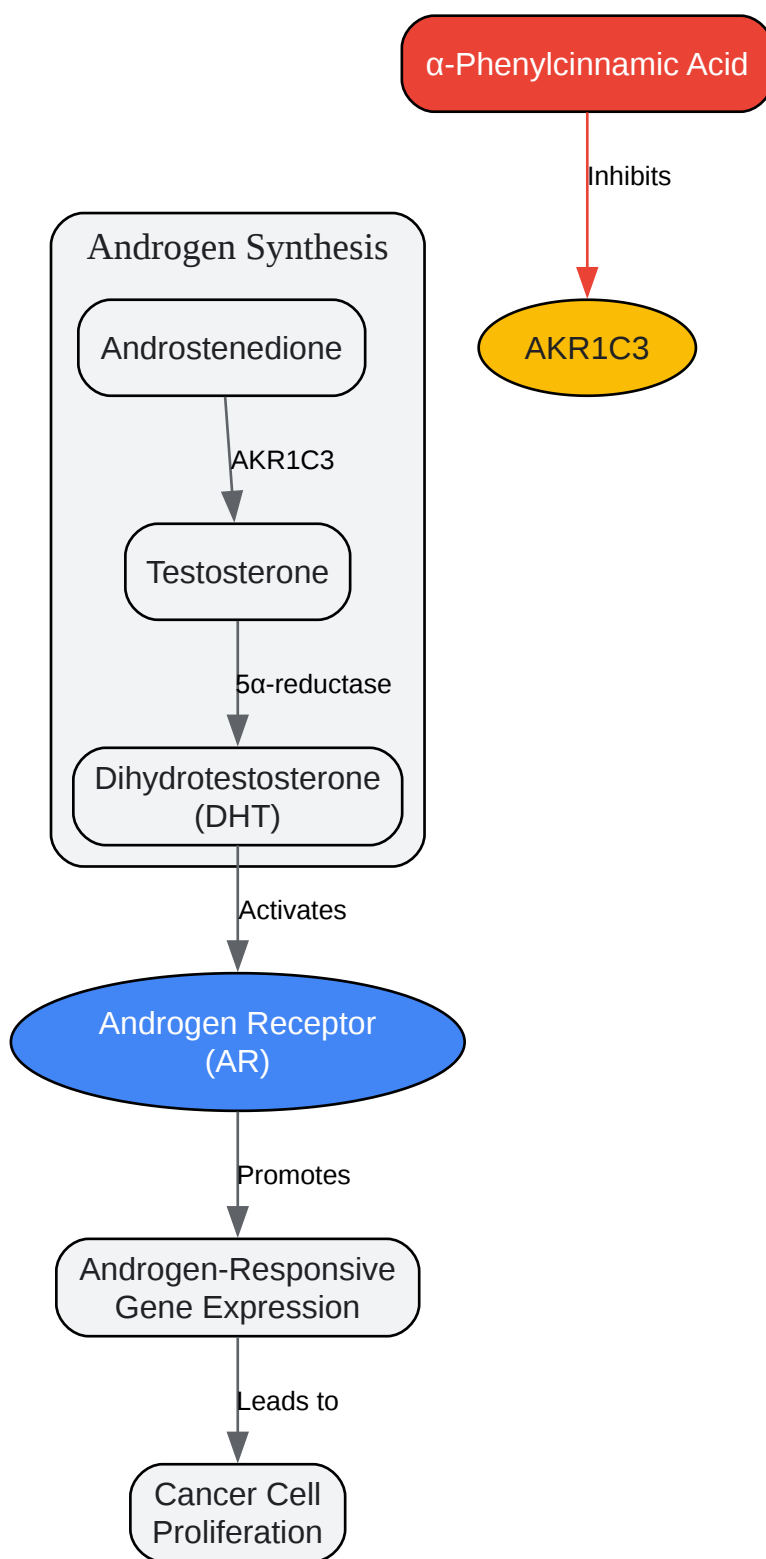 α-Phenylcinnamic Acid
Inhibits
Androgen Synthesis
Androstenedione
AKR1C3
AKR1C3
Testosterone
5α-reductase
Dihydrotestosterone
(DHT)
Activates
Androgen Receptor
(AR)
Promotes
Androgen-Responsive
Gene Expression
Leads to
Cancer Cell
Proliferation